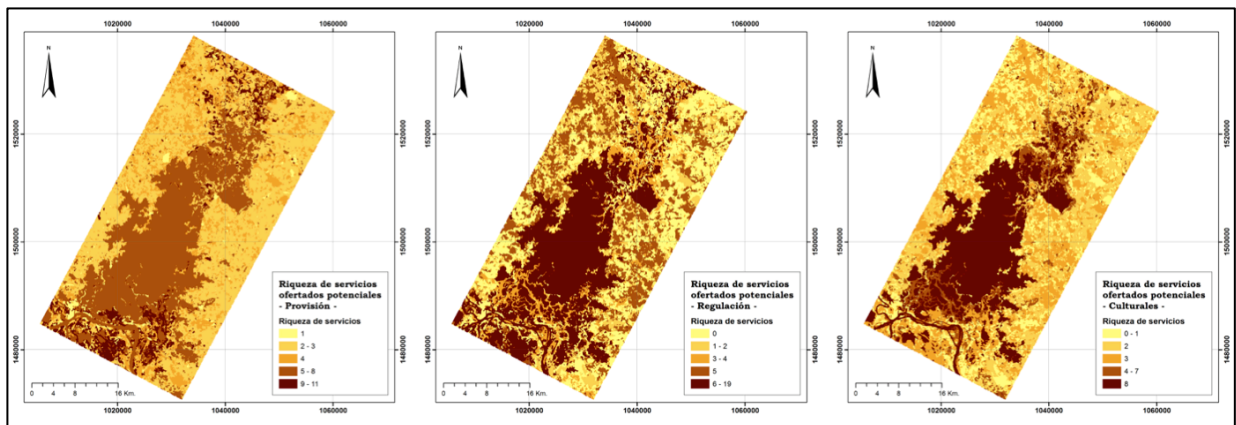 1020000 1040000 1060000
N
1520000
1500000
1480000
Riqueza de servicios
ofertados potenciales
- Provisión -
Riqueza de servicios
1
2 - 3
4
5 - 8
9 - 11
0 4 8 16 Km.
1020000 1040000 1060000
1020000 1040000 1060000
N
1520000 1520000
1500000 1500000
1480000 1480000
Riqueza de servicios
ofertados potenciales
- Regulación -
Riqueza de servicios
0
1 - 2
3 - 4
5
6 - 19
0 4 8 16 Km.
1020000 1040000 1060000
1020000 1040000 1060000
N
1520000
1500000
1480000
Riqueza de servicios
ofertados potenciales
- Culturales -
Riqueza de servicios
0 - 1
2
3
4 - 7
8
0 4 8 16 Km.
1020000 1040000 1060000